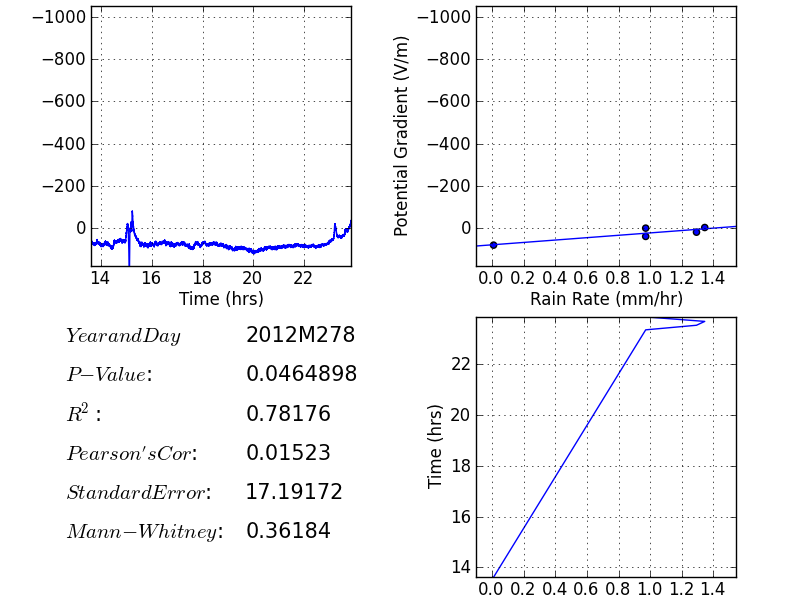 −1000
−800
−600
−400
−200
0
14 16 18 20 22
Time (hrs)
Potential Gradient (V/m)
−1000
−800
−600
−400
−200
0
0.0 0.2 0.4 0.6 0.8 1.0 1.2 1.4
Rain Rate (mm/hr)
YearandDay 2012M278
P−Value: 0.0464898
R² : 0.78176
Pearson'sCor: 0.01523
StandardError: 17.19172
Mann−Whitney: 0.36184
Time (hrs)
22
20
18
16
14
0.0 0.2 0.4 0.6 0.8 1.0 1.2 1.4